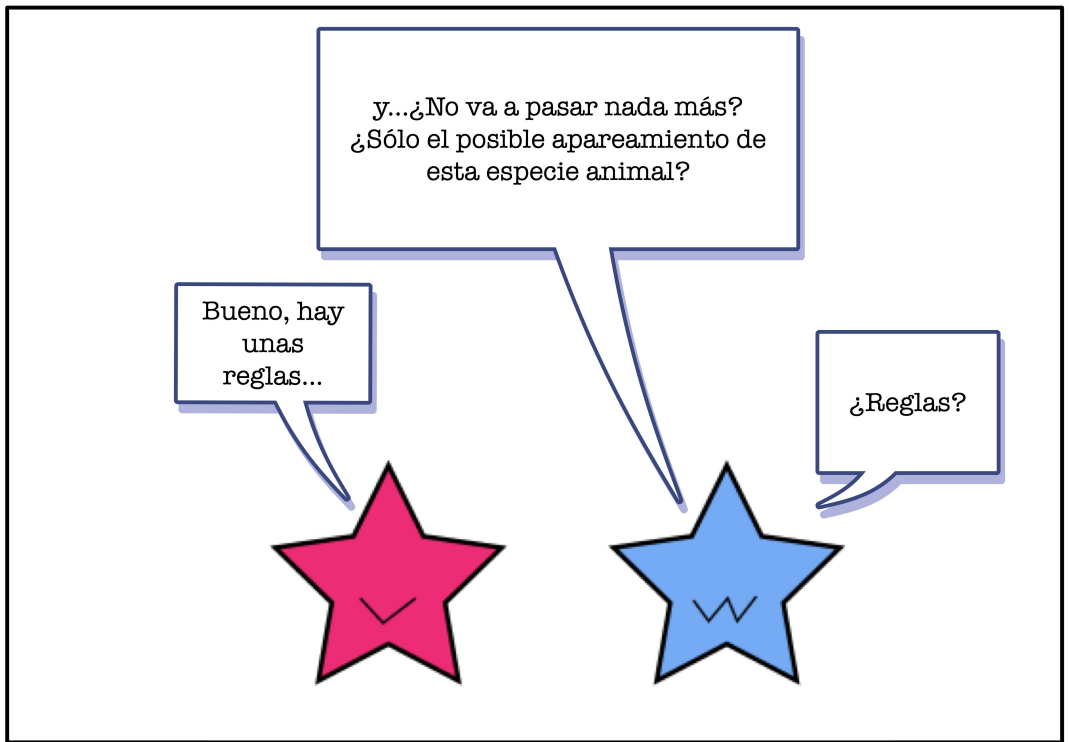 y...¿No va a pasar nada más?
¿Sólo el posible apareamiento de
esta especie animal?
Bueno, hay
unas
reglas...
¿Reglas?